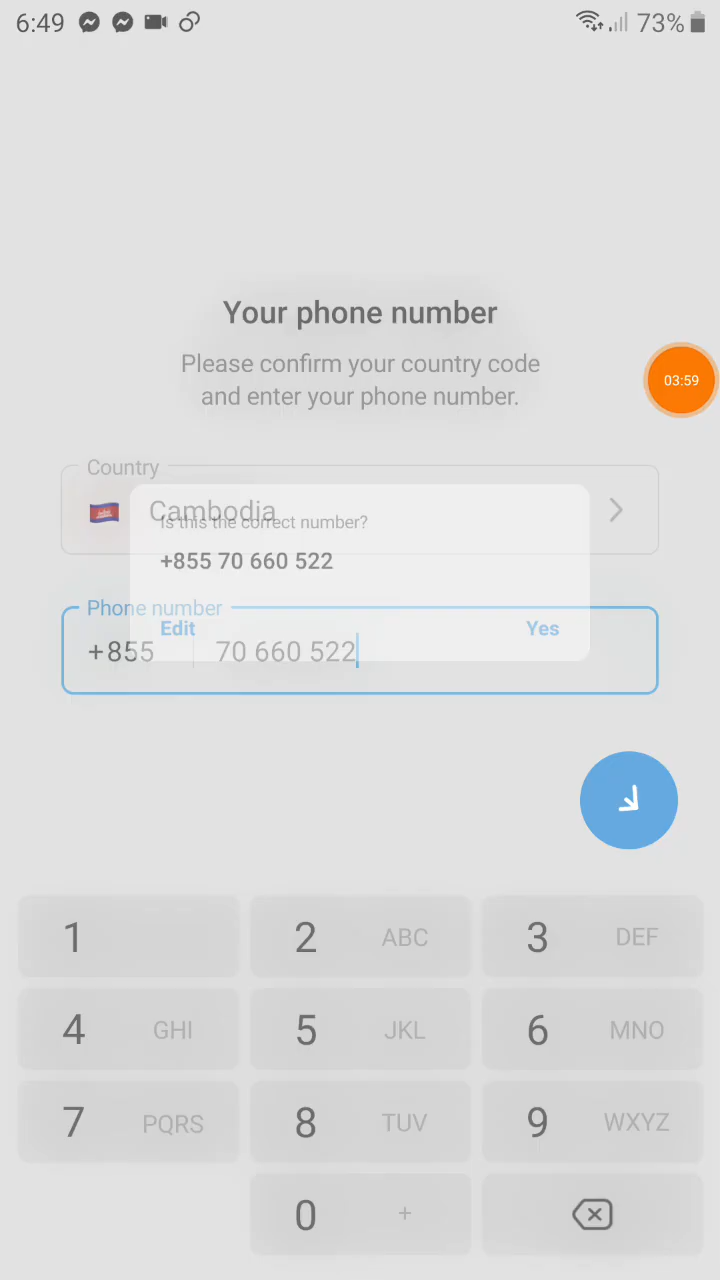 6:49
73%
Your phone number
Please confirm your country code
and enter your phone number.
03:59
Country
Cambodia
Is this the correct number?
+855 70 660 522
Phone number
Edit
Yes
+855
70 660 522
1
2 ABC
3 DEF
4 GHI
5 JKL
6 MNO
7 PQRS
8 TUV
9 WXYZ
0 +